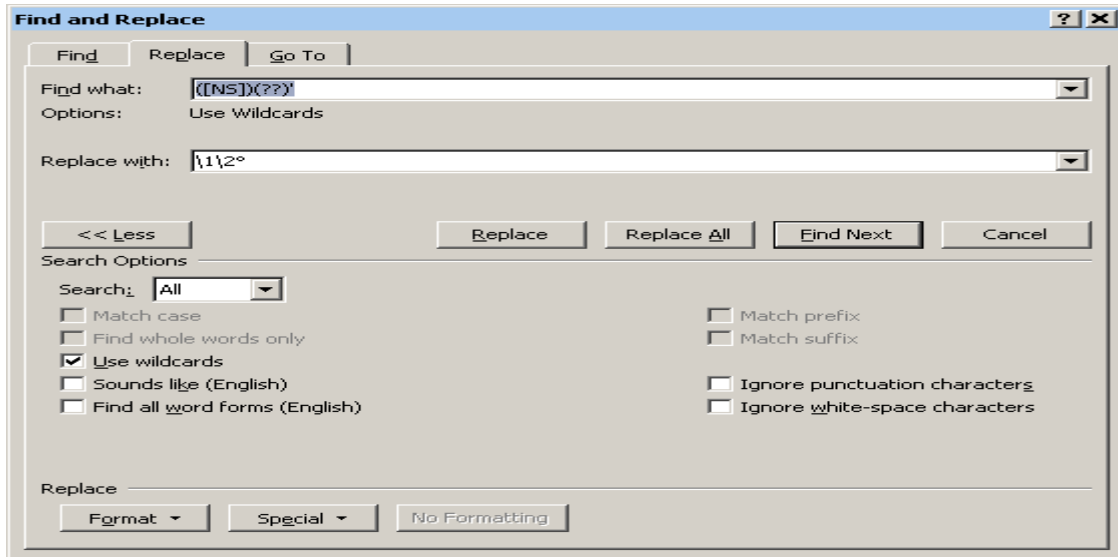 Find and Replace
Find Replace Go To
Find what: ([NS])(??)'
Options: Use Wildcards
Replace with: \1\2°
<< Less Replace Replace All Find Next Cancel
Search Options
Search: All
Match case Match prefix
Find whole words only Match suffix
Use wildcards
Sounds like (English) Ignore punctuation characters
Find all word forms (English) Ignore white-space characters
Replace
Format Special No Formatting